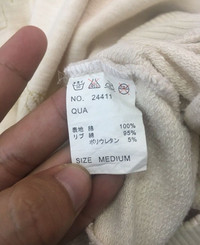 NO. 24411
QUA
表地 綿 100%
リブ 綿 95%
ポリウレタン 5%
SIZE MEDIUM